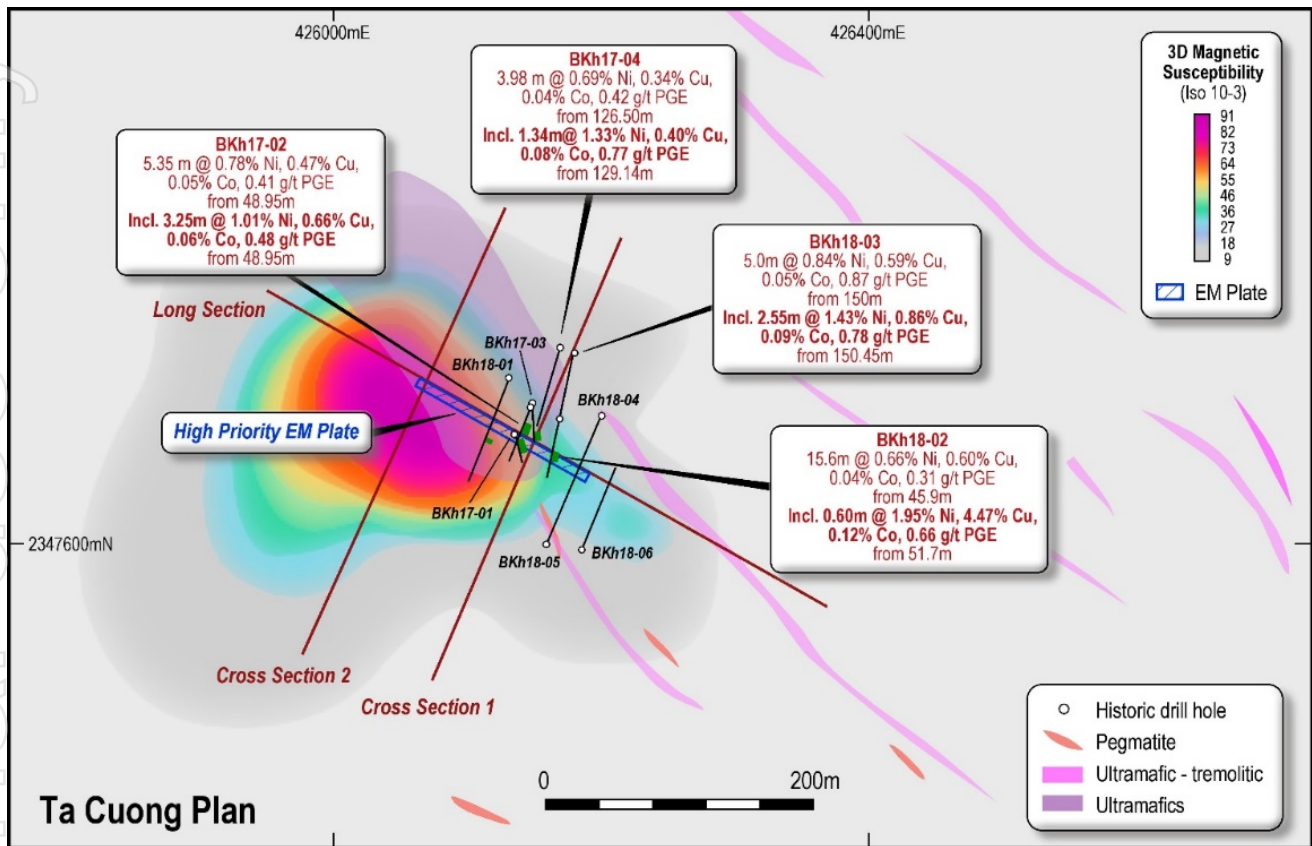 426000mE
426400mE
BKh17-04
3.98 m @ 0.69% Ni, 0.34% Cu,
0.04% Co, 0.42 g/t PGE
from 126.50m
Incl. 1.34m@ 1.33% Ni, 0.40% Cu,
0.08% Co, 0.77 g/t PGE
from 129.14m
3D Magnetic
Susceptibility
(Iso 10-3)
91
82
73
64
55
46
36
27
18
9
EM Plate
BKh17-02
5.35 m @ 0.78% Ni, 0.47% Cu,
0.05% Co, 0.41 g/t PGE
from 48.95m
Incl. 3.25m @ 1.01% Ni, 0.66% Cu,
0.06% Co, 0.48 g/t PGE
from 48.95m
BKh18-03
5.0m @ 0.84% Ni, 0.59% Cu,
0.05% Co, 0.87 g/t PGE
from 150m
Incl. 2.55m @ 1.43% Ni, 0.86% Cu,
0.09% Co, 0.78 g/t PGE
from 150.45m
Long Section
BKh17-03
BKh18-01
BKh18-04
High Priority EM Plate
BKh18-02
15.6m @ 0.66% Ni, 0.60% Cu,
0.04% Co, 0.31 g/t PGE
from 45.9m
Incl. 0.60m @ 1.95% Ni, 4.47% Cu,
0.12% Co, 0.66 g/t PGE
from 51.7m
BKh17-01
2347600mN
BKh18-05
BKh18-06
Cross Section 2
Cross Section 1
0
200m
Ta Cuong Plan
Historic drill hole
Pegmatite
Ultramafic - tremolitic
Ultramafics